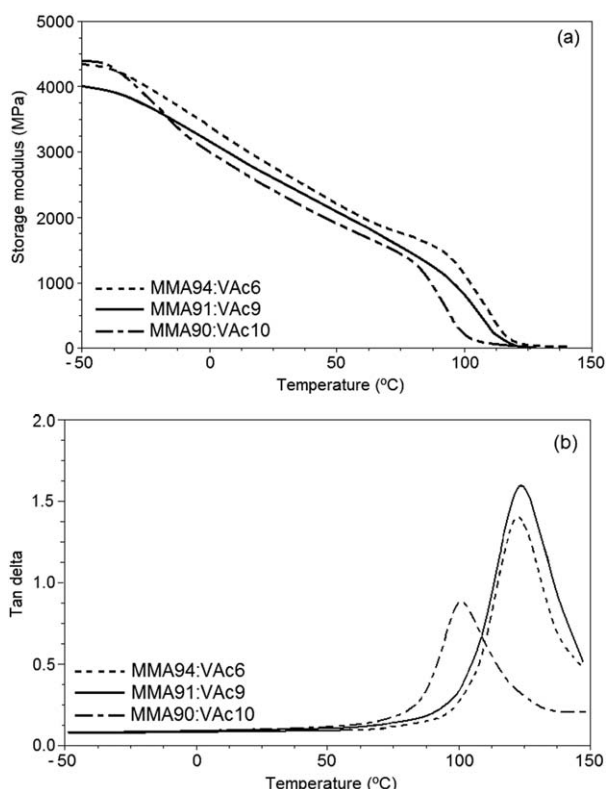 (a)
5000
4000
3000
2000
1000
0
Storage modulus (MPa)
MMA94:VAc6
MMA91:VAc9
MMA90:VAc10
-50 0 50 100 150
Temperature (ºC)
(b)
2.0
1.5
1.0
0.5
0.0
Tan delta
MMA94:VAc6
MMA91:VAc9
MMA90:VAc10
-50 0 50 100 150
Temperature (ºC)